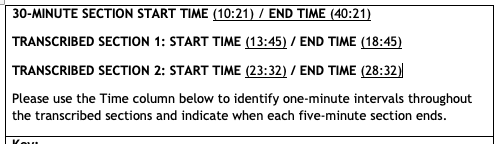 30-MINUTE SECTION START TIME (10:21) / END TIME (40:21)
TRANSCRIBED SECTION 1: START TIME (13:45) / END TIME (18:45)
TRANSCRIBED SECTION 2: START TIME (23:32) / END TIME (28:32)
Please use the Time column below to identify one-minute intervals throughout
the transcribed sections and indicate when each five-minute section ends.
Key: